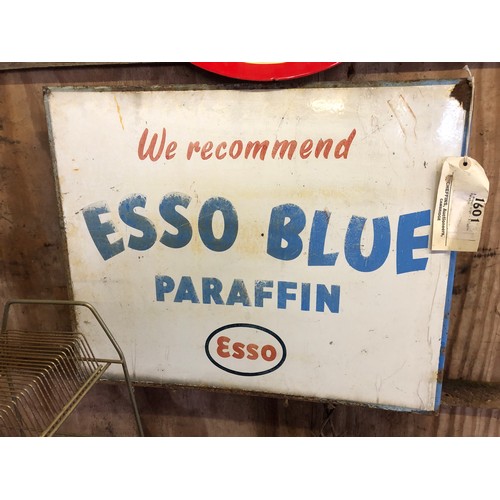 We recommend
ESSO BLUE
PARAFFIN
Esso
1601